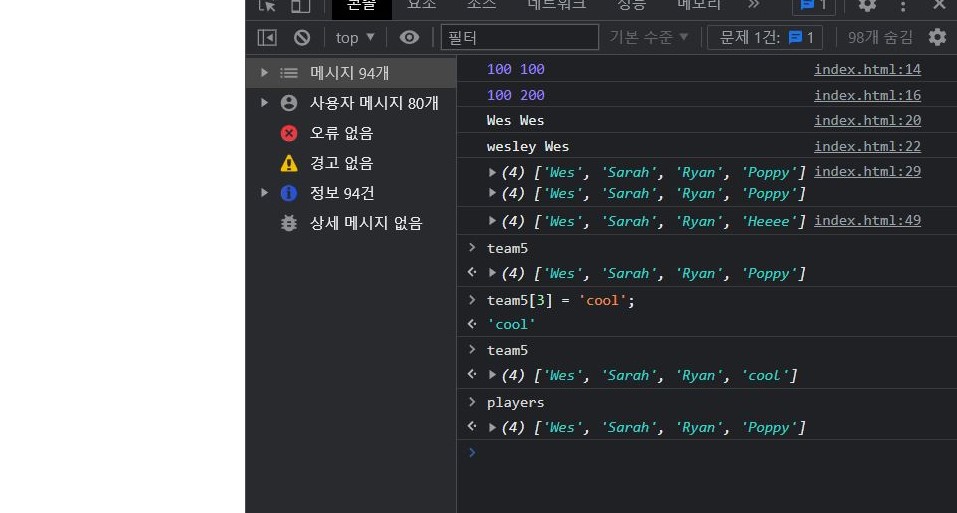 콘솔 요소 소스 네트워크 성능 메모리 » 1
top ▼ 필터 기본 수준 ▼ 문제 1건: 1 98개 숨김
메시지 94개
사용자 메시지 80개
오류 없음
경고 없음
정보 94건
상세 메시지 없음
100 100 index.html:14
100 200 index.html:16
Wes Wes index.html:20
wesley Wes index.html:22
▶(4) ['Wes', 'Sarah', 'Ryan', 'Poppy'] index.html:29
▶(4) ['Wes', 'Sarah', 'Ryan', 'Poppy']
▶(4) ['Wes', 'Sarah', 'Ryan', 'Heeee'] index.html:49
> team5
<· ▶(4) ['Wes', 'Sarah', 'Ryan', 'Poppy']
> team5[3] = 'cool';
<· 'cool'
> team5
<· ▶(4) ['Wes', 'Sarah', 'Ryan', 'cool']
> players
<· ▶(4) ['Wes', 'Sarah', 'Ryan', 'Poppy']
>